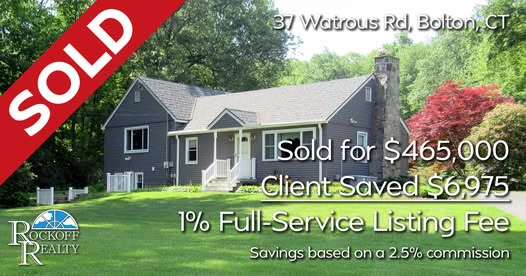 SOLD
37 Watrous Rd, Bolton, CT
Sold for $465,000
Client Saved $6,975
1% Full-Service Listing Fee
Savings based on a 2.5% commission
ROCKOFF
REALTY